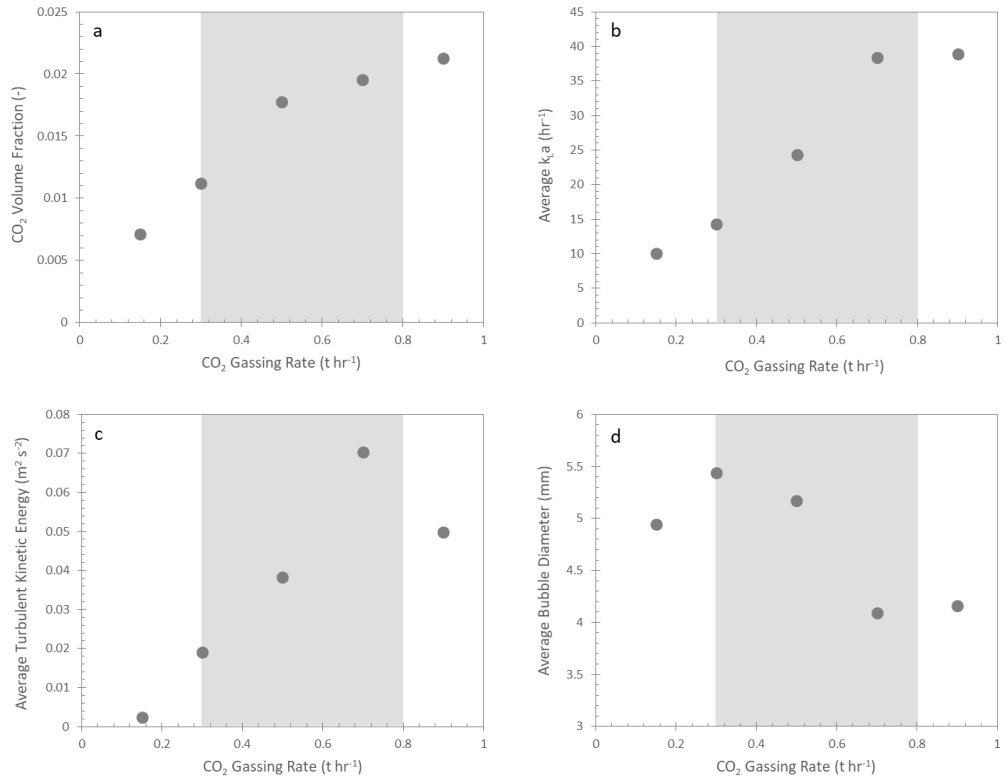 a
CO₂ Volume Fraction (-)
0.025
0.02
0.015
0.01
0.005
0
0 0.2 0.4 0.6 0.8 1
CO₂ Gassing Rate (t hr⁻¹)
b
Average kLa (hr⁻¹)
45
40
35
30
25
20
15
10
5
0
0 0.2 0.4 0.6 0.8 1
CO₂ Gassing Rate (t hr⁻¹)
c
Average Turbulent Kinetic Energy (m² s⁻²)
0.08
0.07
0.06
0.05
0.04
0.03
0.02
0.01
0
0 0.2 0.4 0.6 0.8 1
CO₂ Gassing Rate (t hr⁻¹)
d
Average Bubble Diameter (mm)
6
5.5
5
4.5
4
3.5
3
0 0.2 0.4 0.6 0.8 1
CO₂ Gassing Rate (t hr⁻¹)